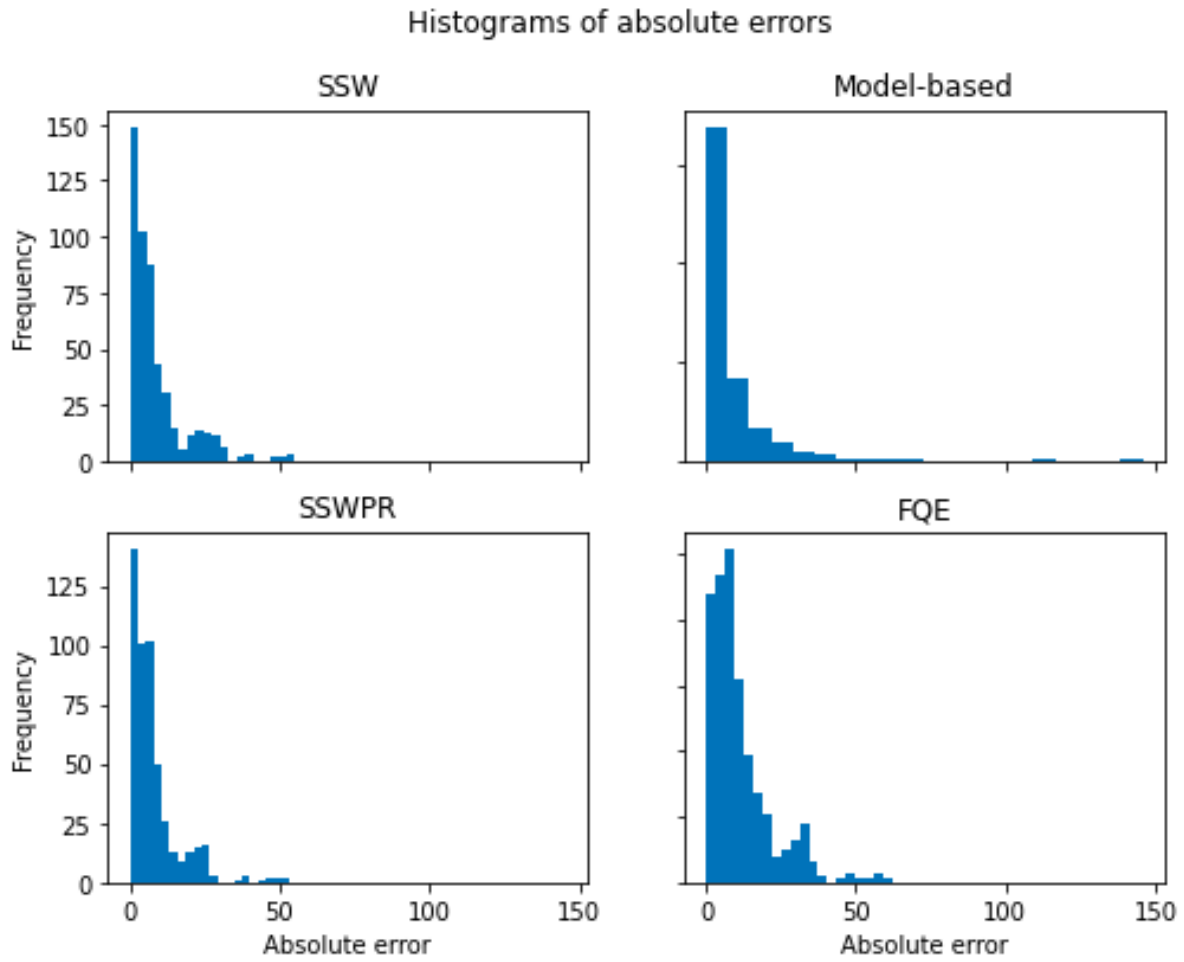 Histograms of absolute errors
SSW
Model-based
150
125
100
75
50
25
0
Frequency
SSWPR
FQE
125
100
75
50
25
0
Frequency
0 50 100 150
0 50 100 150
Absolute error
Absolute error